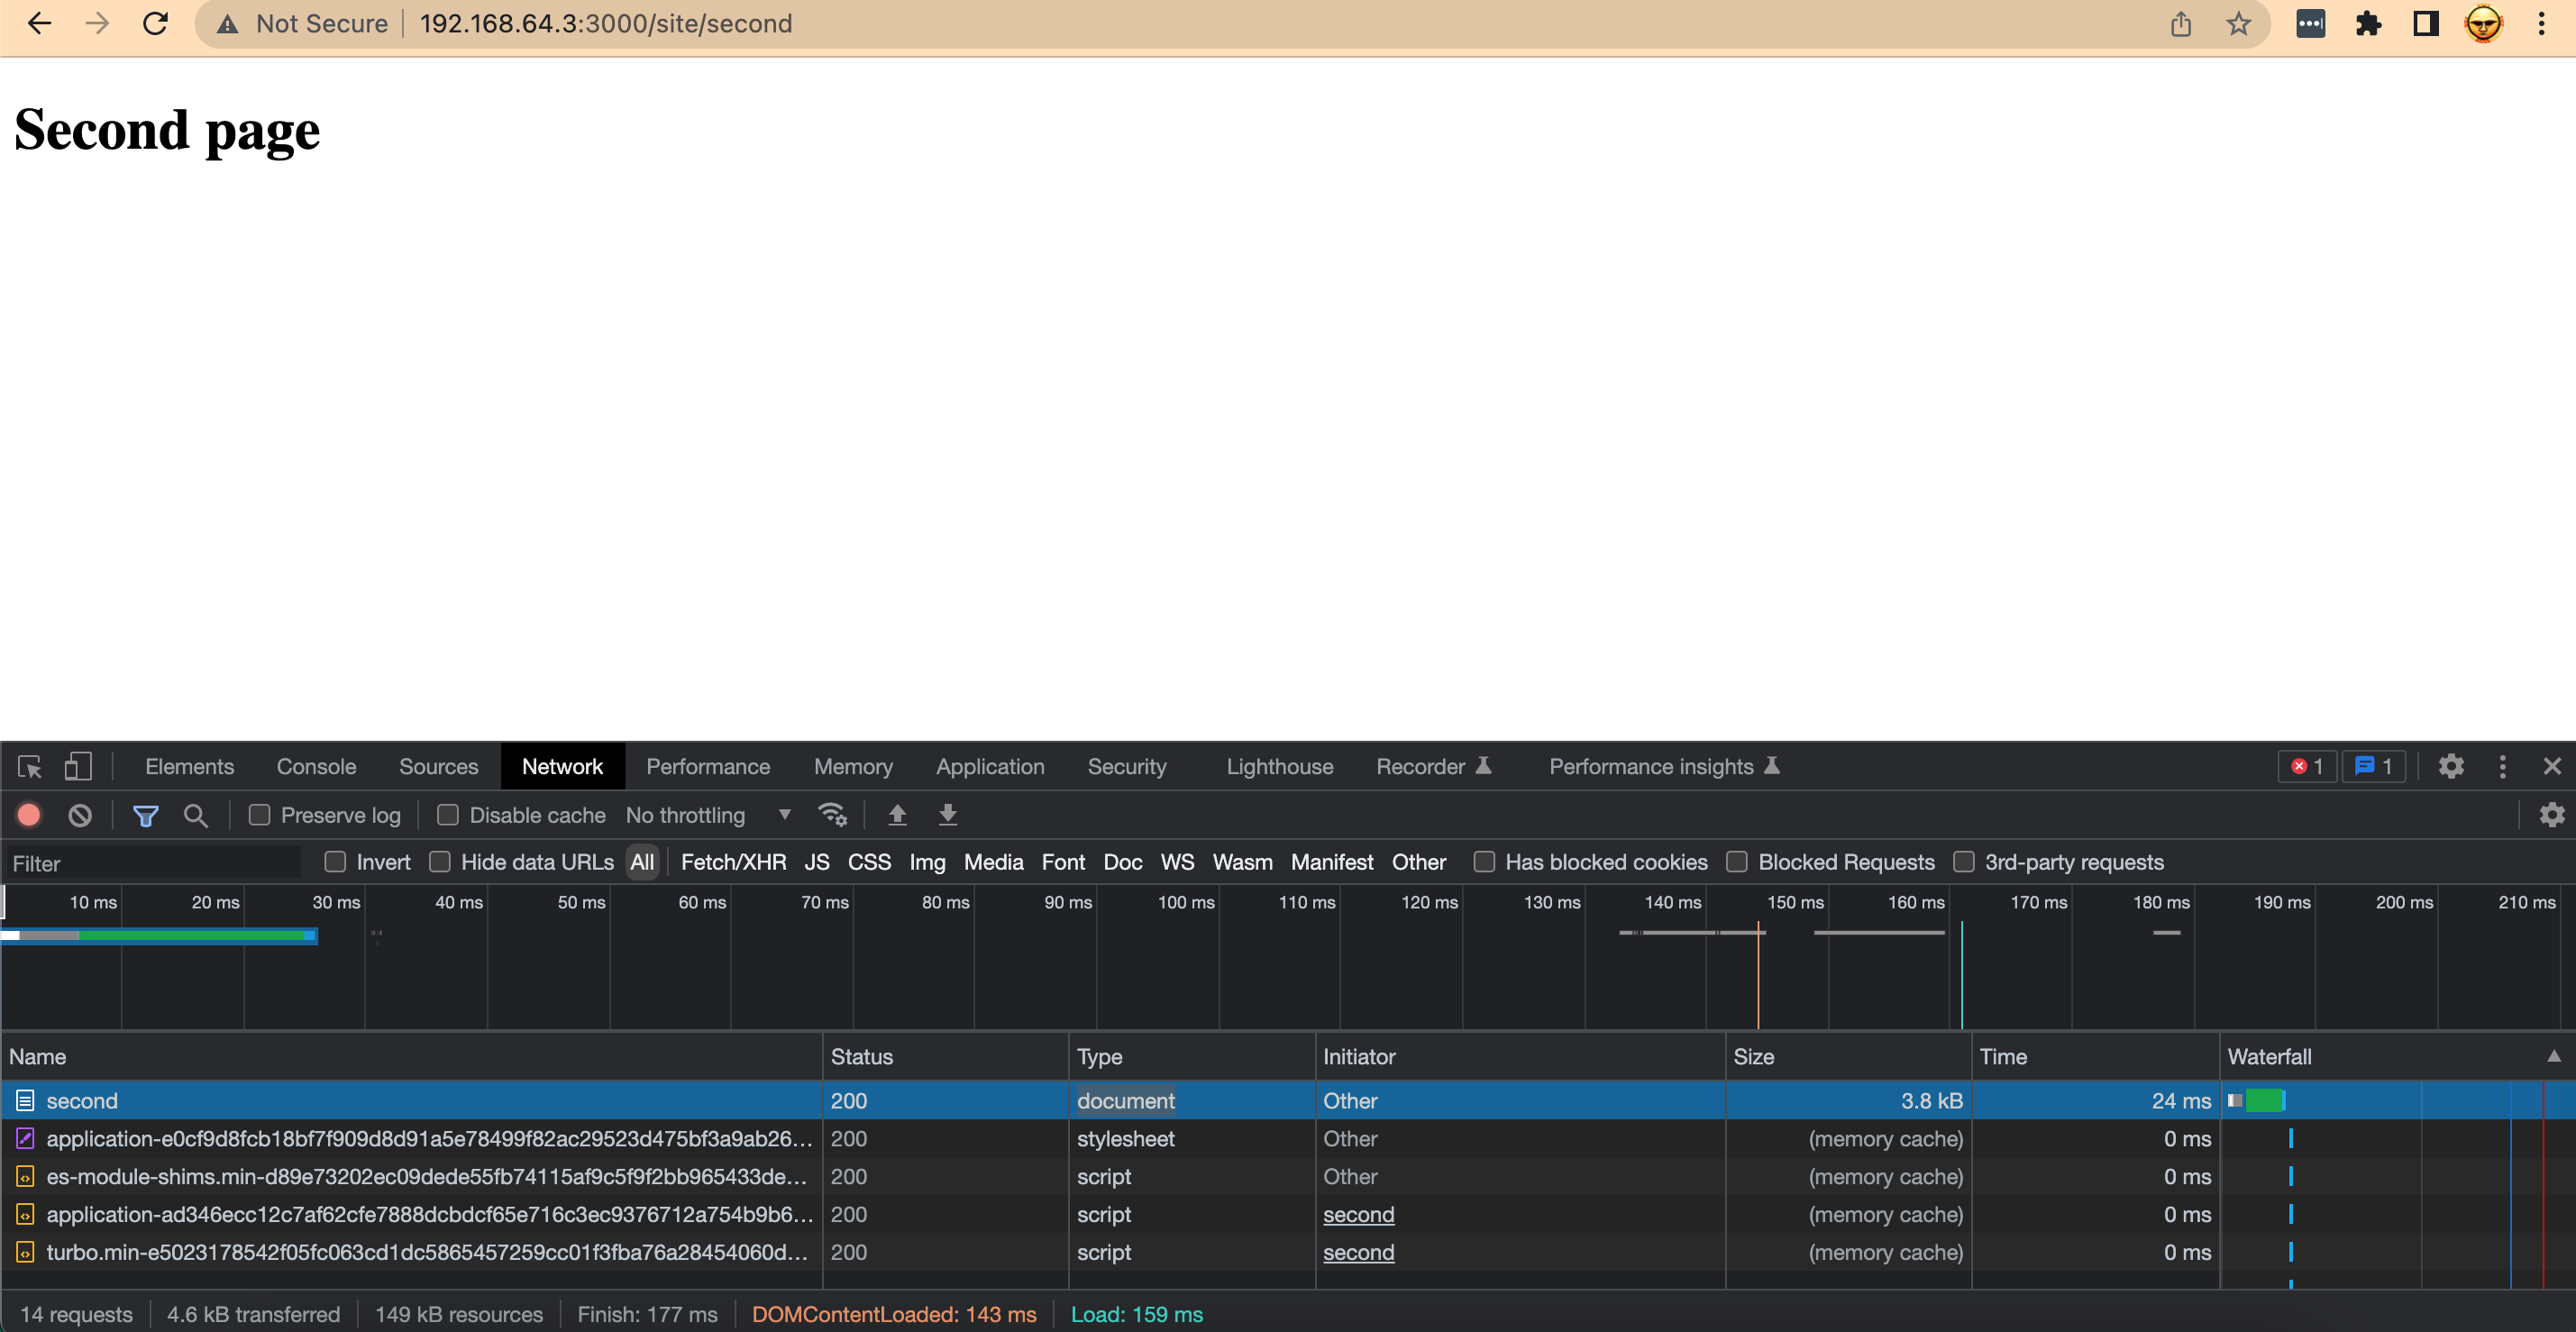 Not Secure 192.168.64.3:3000/site/second
Second page
Elements Console Sources Network Performance Memory Application Security Lighthouse Recorder Performance insights 1 1
Preserve log Disable cache No throttling
Filter Invert Hide data URLs All Fetch/XHR JS CSS Img Media Font Doc WS Wasm Manifest Other Has blocked cookies Blocked Requests 3rd-party requests
10 ms 20 ms 30 ms 40 ms 50 ms 60 ms 70 ms 80 ms 90 ms 100 ms 110 ms 120 ms 130 ms 140 ms 150 ms 160 ms 170 ms 180 ms 190 ms 200 ms 210 ms
Name Status Type Initiator Size Time Waterfall
second 200 document Other 3.8 kB 24 ms
application-e0cf9d8fcb18bf7f909d8d91a5e78499f82ac29523d475bf3a9ab26... 200 stylesheet Other (memory cache) 0 ms
es-module-shims.min-d89e73202ec09dede55fb74115af9c5f9f2bb965433de... 200 script Other (memory cache) 0 ms
application-ad346ecc12c7af62cfe7888dcbdcf65e716c3ec9376712a754b9b6... 200 script second (memory cache) 0 ms
turbo.min-e5023178542f05fc063cd1dc5865457259cc01f3fba76a28454060d... 200 script second (memory cache) 0 ms
14 requests 4.6 kB transferred 149 kB resources Finish: 177 ms DOMContentLoaded: 143 ms Load: 159 ms